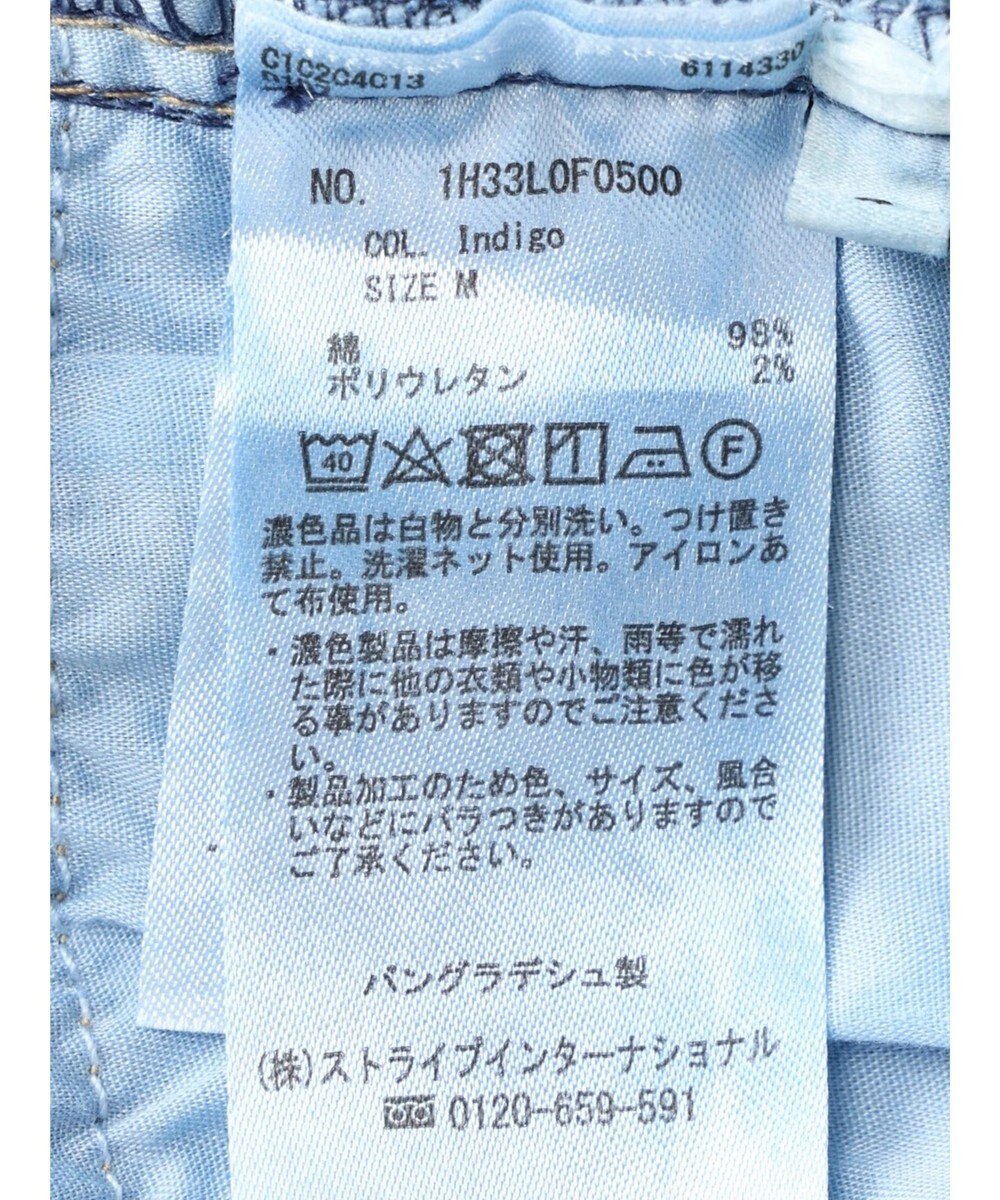 C1C2C4C13
6114330
NO. 1H33L0F0500
COL. Indigo
SIZE M
綿 98%
ポリウレタン 2%
40
F
濃色品は白物と分別洗い。つけ置き
禁止。洗濯ネット使用。アイロンあ
て布使用。
・濃色製品は摩擦や汗、雨等で濡れ
た際に他の衣類や小物類に色が移
る事がありますのでご注意くださ
い。
・製品加工のため色、サイズ、風合
いなどにバラつきがありますので
ご了承ください。
バングラデシュ製
(株)ストライプインターナショナル
0120-659-591